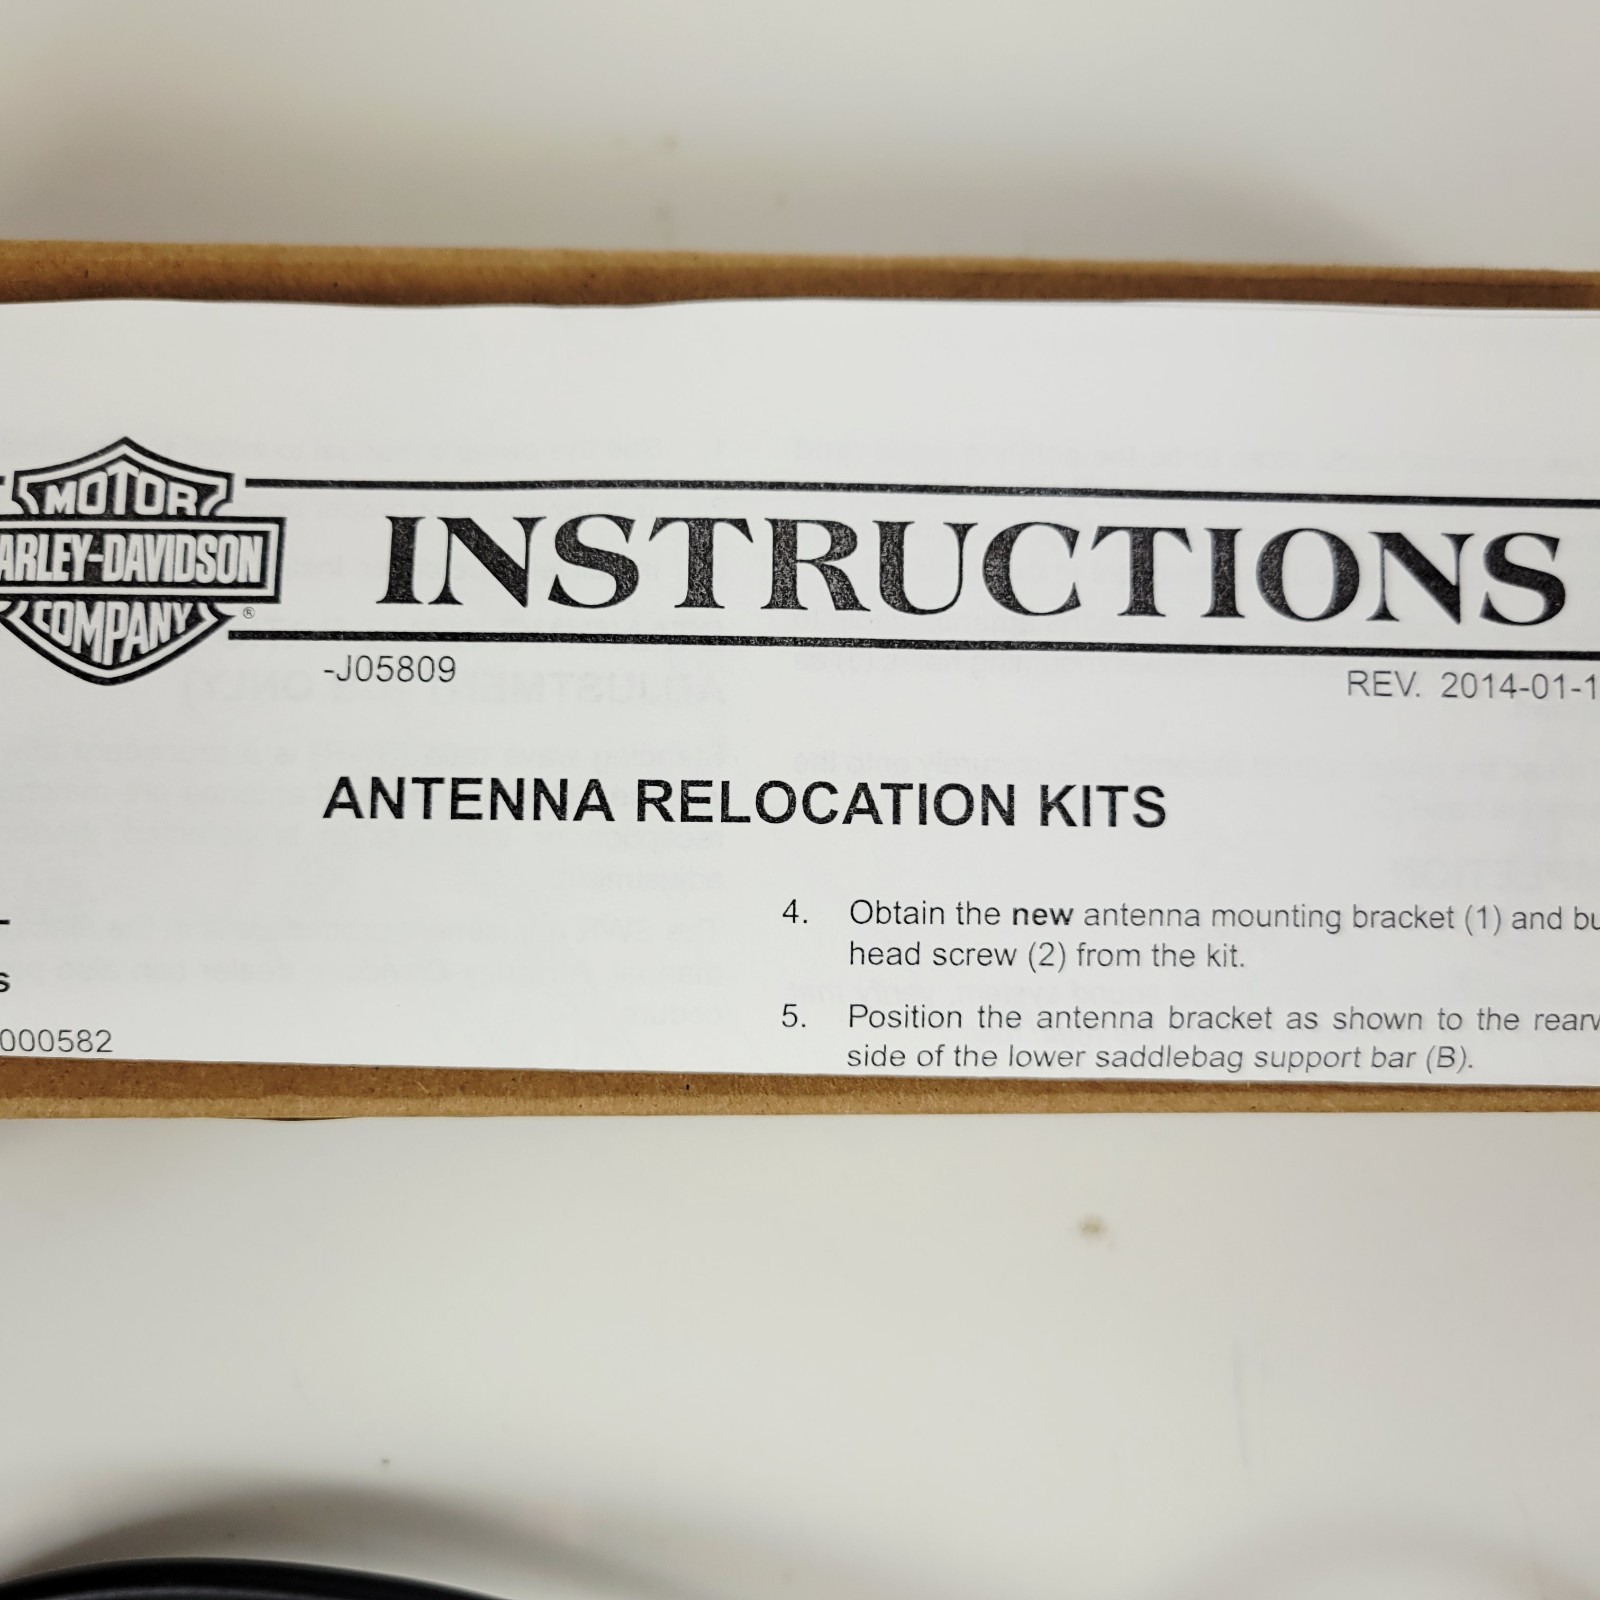 MOTOR
ARLEY-DAVIDSON
COMPANY
®
INSTRUCTIONS
-J05809
REV. 2014-01-1
ANTENNA RELOCATION KITS
s
000582
4. Obtain the new antenna mounting bracket (1) and bu
head screw (2) from the kit.
5. Position the antenna bracket as shown to the rearw
side of the lower saddlebag support bar (B).